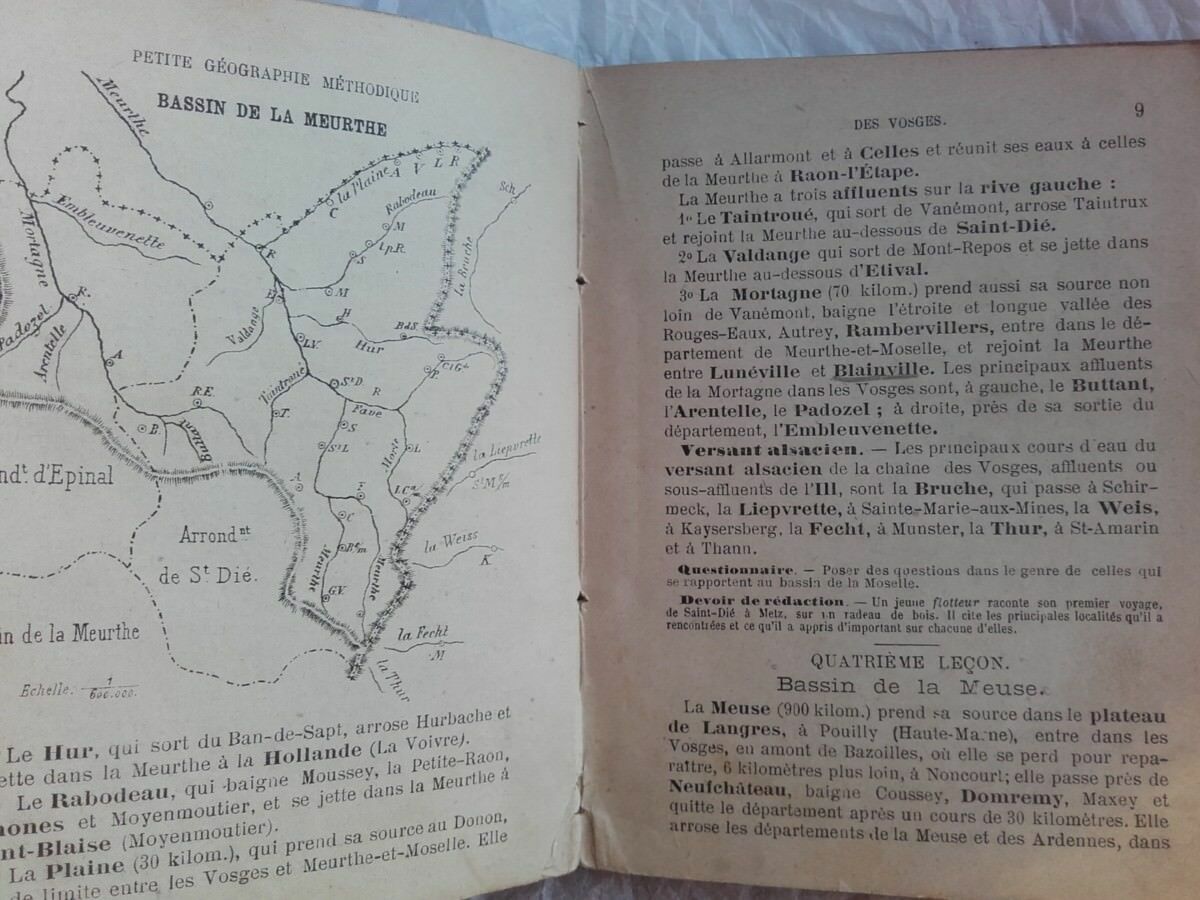 PETITE GÉOGRAPHIE MÉTHODIQUE
BASSIN DE LA MEURTHE
Meurthe
la Plaine
A V L R
C
Rabodeau
M
S
M
Sch
la Bruche
Embleuvenette
Mortagne
R
R
E
Valdange
H
Hur
B.d.S.
L.V.
Padozel
Arentelle
A
R.E.
B
Buttant
Taintroué
T.
St D.
R
Fave
P.
S
St L
Morte
L
la Liepvrette
St M.
A
F
C
Meurthe
Meurthe
G.V.
la Weiss
K
la Fecht
M
la Thur
nd.t d'Epinal
Arrond.nt
de St Dié.
in de la Meurthe
Echelle. 1/600.000.
Le Hur, qui sort du Ban-de-Sapt, arrose Hurbache et
ette dans la Meurthe à la Hollande (La Voivre).
Le Rabodeau, qui baigne Moussey, la Petite-Raon,
nones et Moyenmoutier, et se jette dans la Meurthe à
nt-Blaise (Moyenmoutier).
La Plaine (30 kilom.), qui prend sa source au Donon,
de limite entre les Vosges et Meurthe-et-Moselle. Elle
DES VOSGES.
9
passe à Allarmont et à Celles et réunit ses eaux à celles
de la Meurthe à Raon-l'Étape.
La Meurthe a trois affluents sur la rive gauche :
1º Le Taintroué, qui sort de Vanémont, arrose Taintrux
et rejoint la Meurthe au-dessous de Saint-Dié.
2º La Valdange qui sort de Mont-Repos et se jette dans
la Meurthe au-dessous d'Etival.
3º La Mortagne (70 kilom.) prend aussi sa source non
loin de Vanémont, baigne l'étroite et longue vallée des
Rouges-Eaux, Autrey, Rambervillers, entre dans le dé-
partement de Meurthe-et-Moselle, et rejoint la Meurthe
entre Lunéville et Blainville. Les principaux affluents
de la Mortagne dans les Vosges sont, à gauche, le Buttant,
l'Arentelle, le Padozel ; à droite, près de sa sortie du
département, l'Embleuvenette.
Versant alsacien. — Les principaux cours d'eau du
versant alsacien de la chaîne des Vosges, affluents ou
sous-affluents de l'Ill, sont la Bruche, qui passe à Schir-
meck, la Liepvrette, à Sainte-Marie-aux-Mines, la Weis,
à Kaysersberg, la Fecht, à Munster, la Thur, à St-Amarin
et à Thann.
Questionnaire. — Poser des questions dans le genre de celles qui
se rapportent au bassin de la Moselle.
Devoir de rédaction. — Un jeune flotteur raconte son premier voyage,
de Saint-Dié à Metz, sur un radeau de bois. Il cite les principales localités qu'il a
rencontrées et ce qu'il a appris d'important sur chacune d'elles.
QUATRIÈME LEÇON.
Bassin de la Meuse.
La Meuse (900 kilom.) prend sa source dans le plateau
de Langres, à Pouilly (Haute-Marne), entre dans les
Vosges, en amont de Bazoilles, où elle se perd pour repa-
raître, 6 kilomètres plus loin, à Noncourt; elle passe près de
Neufchâteau, baigne Coussey, Domremy, Maxey et
quitte le département après un cours de 30 kilomètres. Elle
arrose les départements de la Meuse et des Ardennes, dans